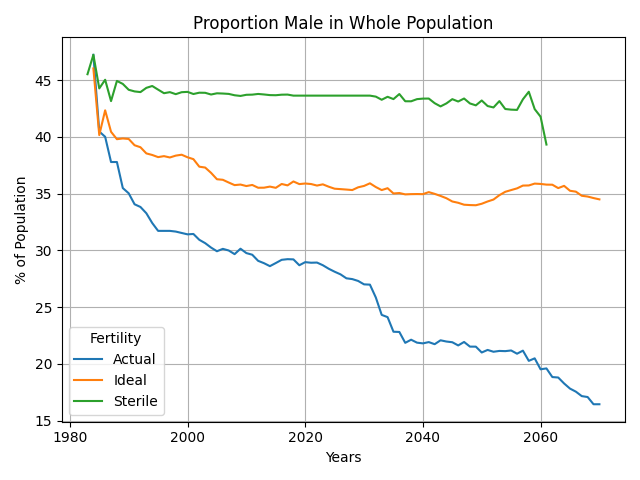 Proportion Male in Whole Population
% of Population
45
40
35
30
25
20
15
Fertility
Actual
Ideal
Sterile
1980
2000
2020
2040
2060
Years